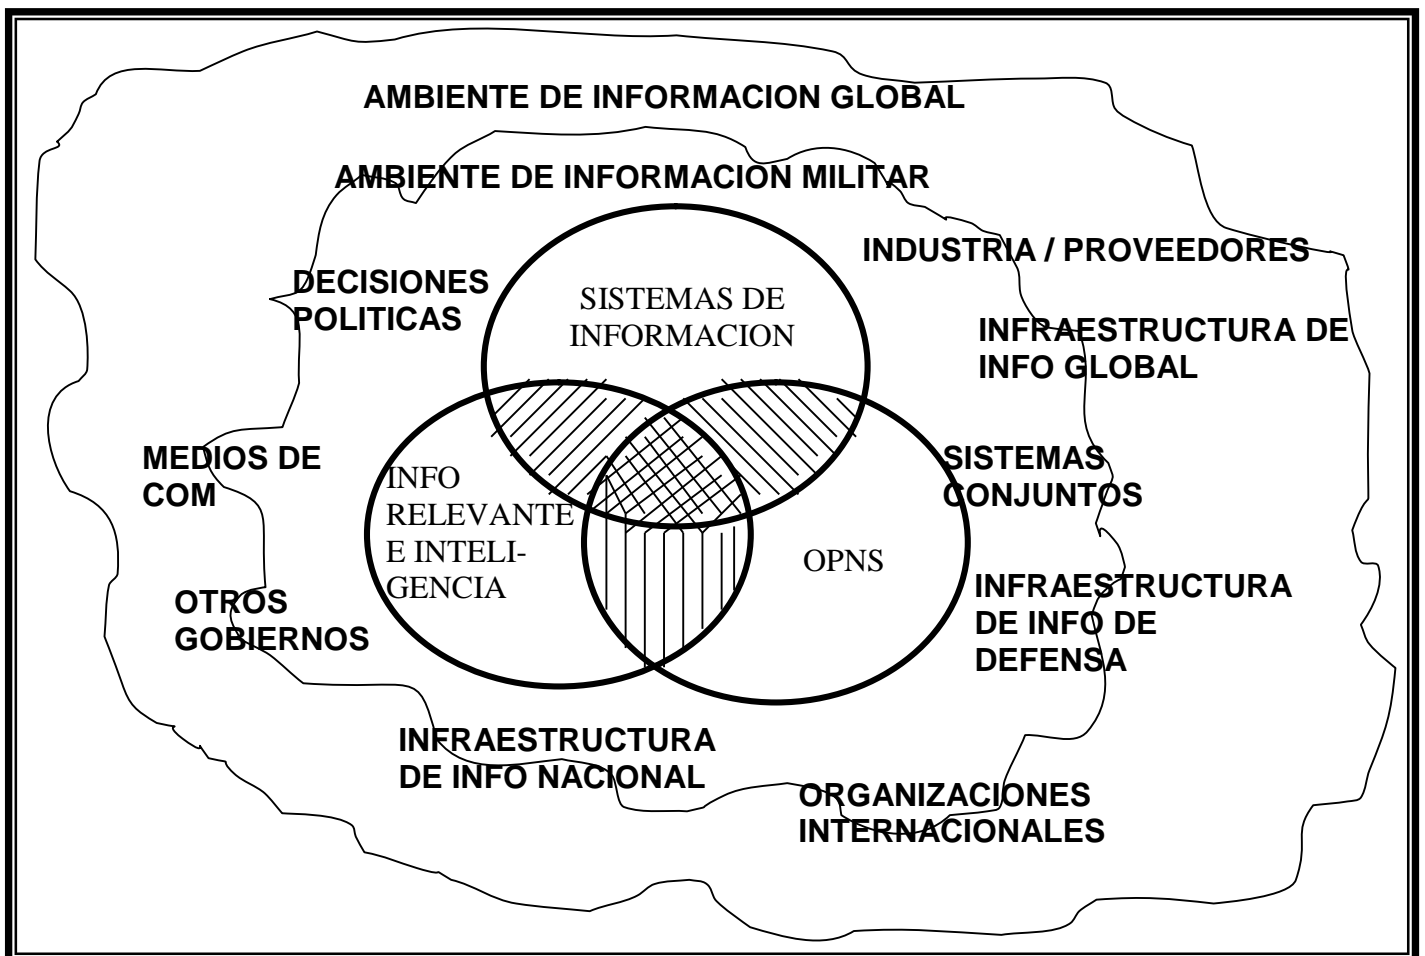 AMBIENTE DE INFORMACION GLOBAL
AMBIENTE DE INFORMACION MILITAR
INDUSTRIA / PROVEEDORES
DECISIONES
POLITICAS
SISTEMAS DE
INFORMACION
INFRAESTRUCTURA DE
INFO GLOBAL
MEDIOS DE
COM
INFO
RELEVANTE
E INTELI-
GENCIA
SISTEMAS
CONJUNTOS
OPNS
OTROS
GOBIERNOS
INFRAESTRUCTURA
DE INFO DE
DEFENSA
INFRAESTRUCTURA
DE INFO NACIONAL
ORGANIZACIONES
INTERNACIONALES